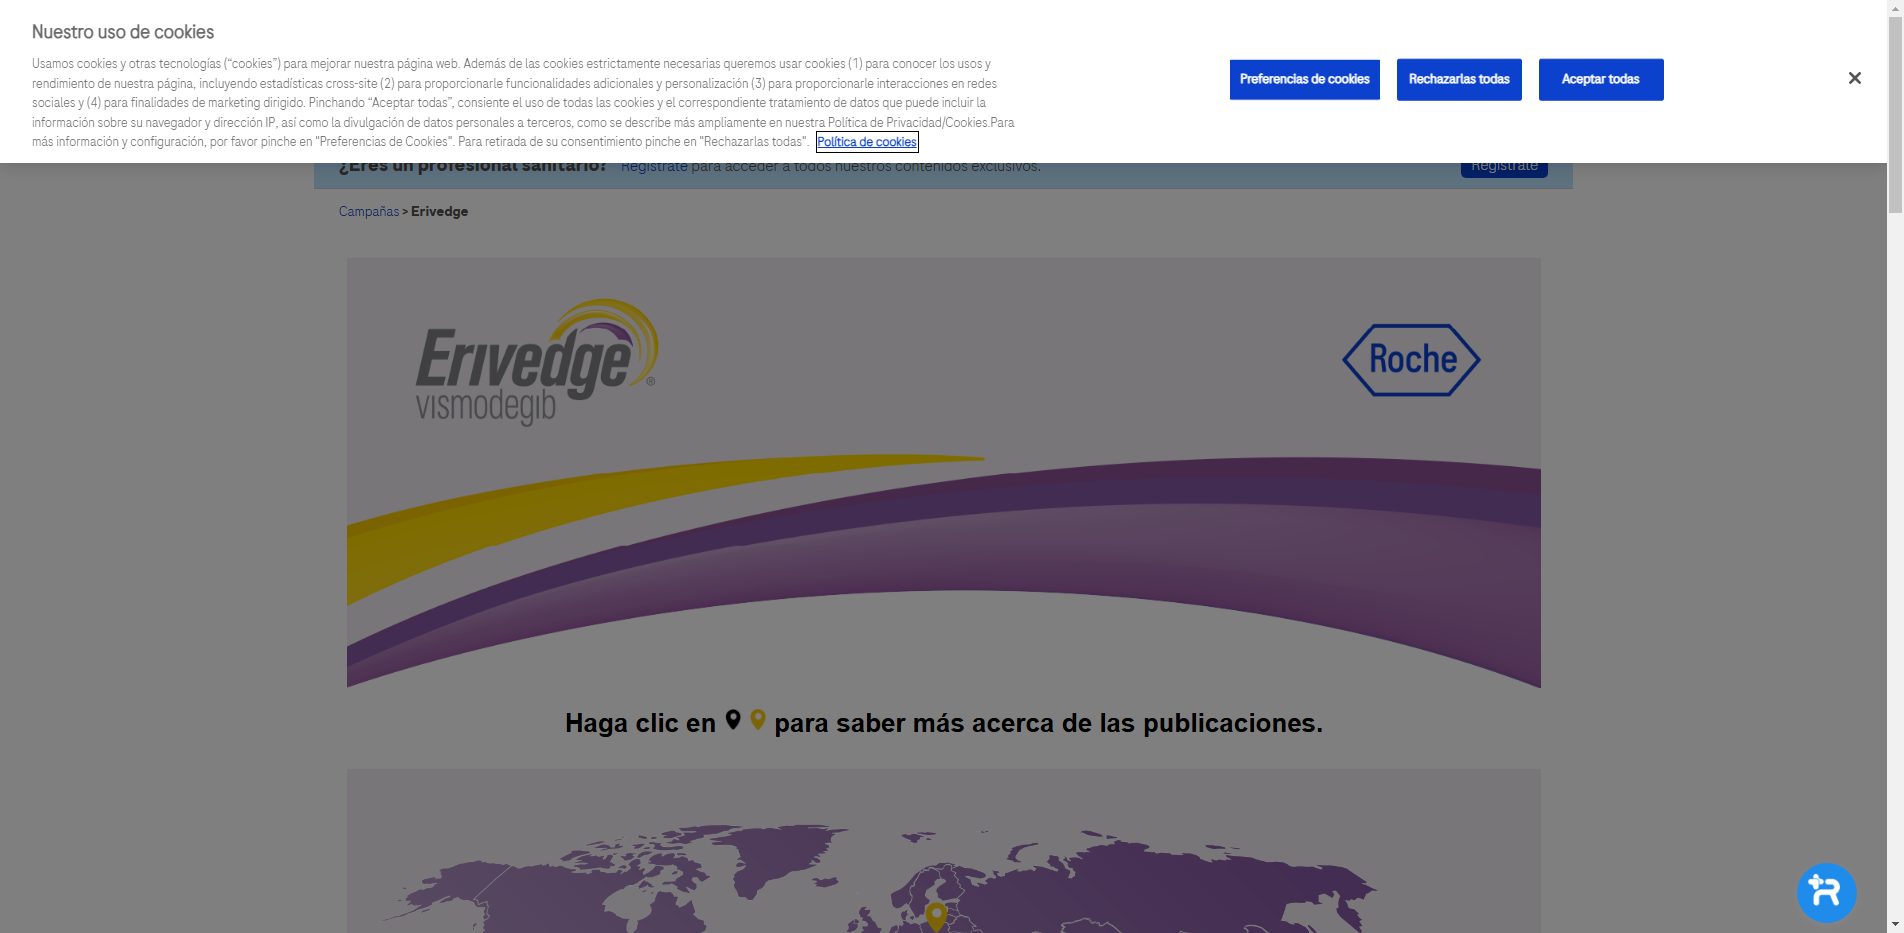 Nuestro uso de cookies
Usamos cookies y otras tecnologías (“cookies”) para mejorar nuestra página web. Además de las cookies estrictamente necesarias queremos usar cookies (1) para conocer los usos y
rendimiento de nuestra página, incluyendo estadísticas cross-site (2) para proporcionarle funcionalidades adicionales y personalización (3) para proporcionarle interacciones en redes
sociales y (4) para finalidades de marketing dirigido. Pinchando “Aceptar todas”, consiente el uso de todas las cookies y el correspondiente tratamiento de datos que puede incluir la
información sobre su navegador y dirección IP, así como la divulgación de datos personales a terceros, como se describe más ampliamente en nuestra Política de Privacidad/Cookies.Para
más información y configuración, por favor pinche en "Preferencias de Cookies". Para retirada de su consentimiento pinche en "Rechazarlas todas". Política de cookies
Preferencias de cookies Rechazarlas todas Aceptar todas
¿Eres un profesional sanitario? Regístrate para acceder a todos nuestros contenidos exclusivos. Regístrate
Campañas > Erivedge
Erivedge®
vismodegib
Roche
Haga clic en para saber más acerca de las publicaciones.